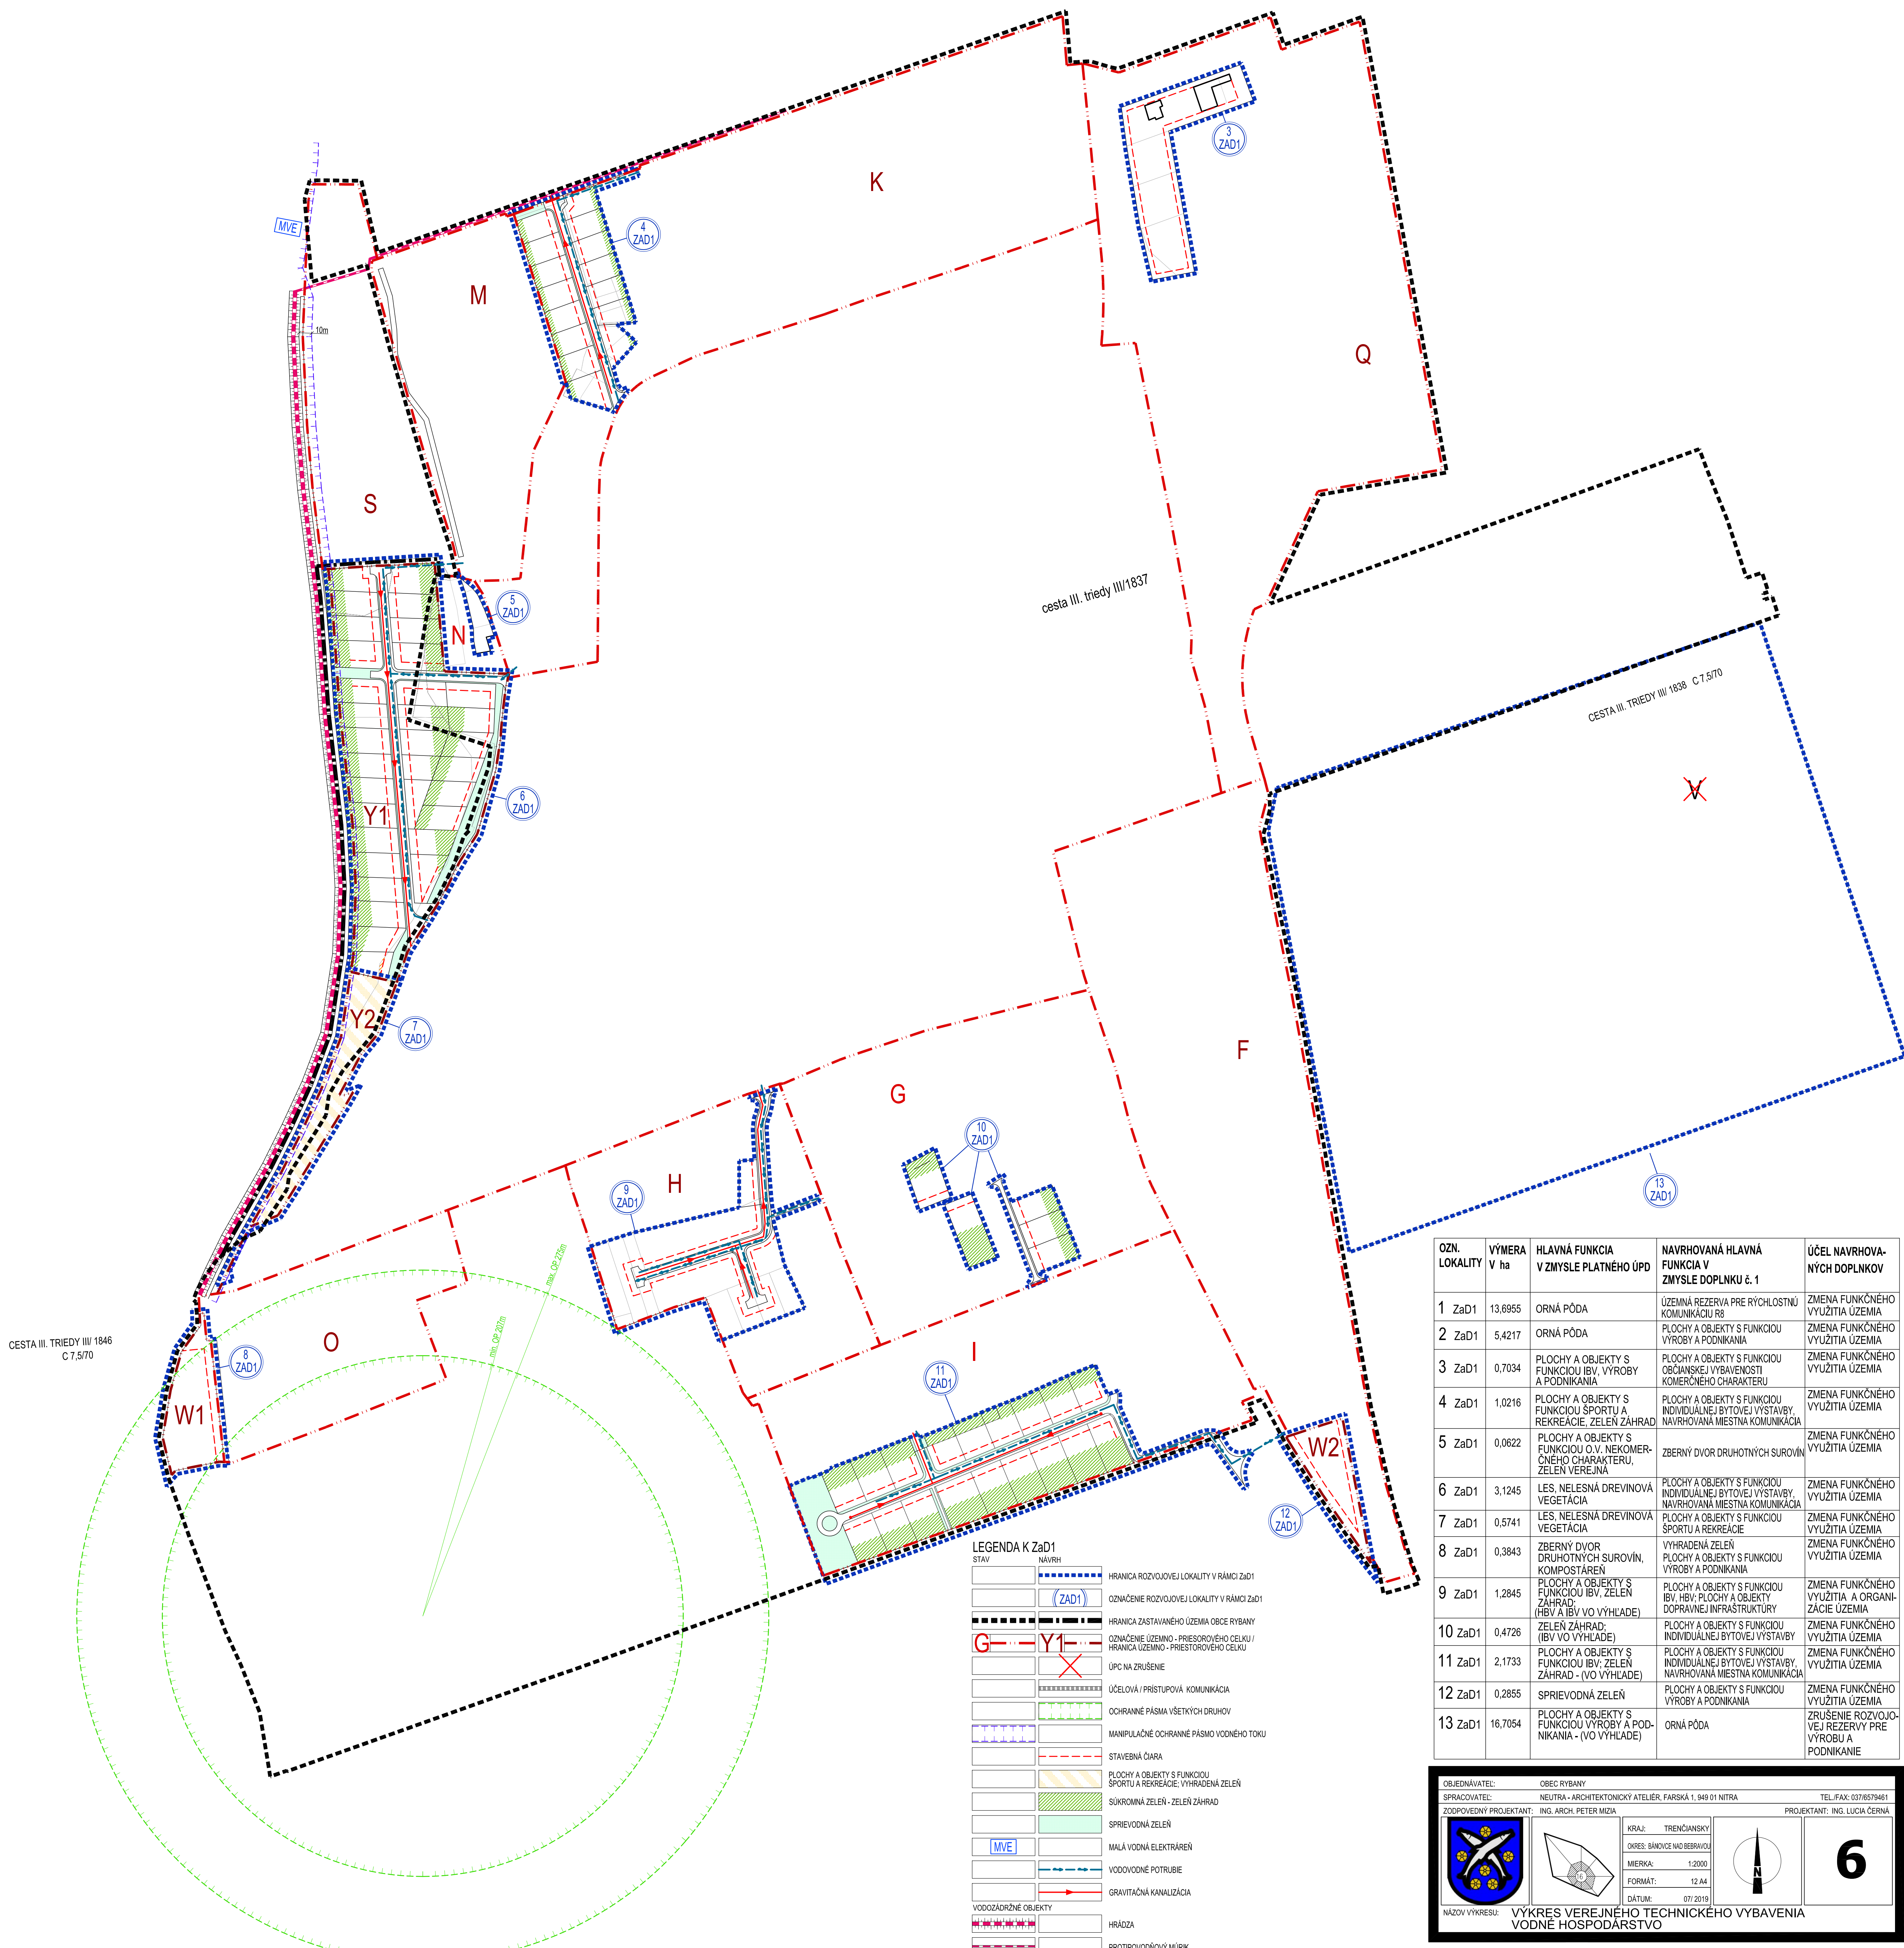 K
3
ZAD1
MVE
4
ZAD1
M
10m
Q
S
cesta III. triedy III/1837
5
ZAD1
N
CESTA III. TRIEDY III/ 1838   C 7,5/70
V
6
ZAD1
Y1
Y2
7
ZAD1
F
G
10
ZAD1
H
9
ZAD1
13
ZAD1
max. OP 270m
min. OP 201m
CESTA III. TRIEDY III/ 1846
C 7,5/70
O
8
ZAD1
I
11
ZAD1
W1
W2
12
ZAD1
OZN. LOKALITY VÝMERA V ha HLAVNÁ FUNKCIA V ZMYSLE PLATNÉHO ÚPD NAVRHOVANÁ HLAVNÁ FUNKCIA V ZMYSLE DOPLNKU č. 1 ÚČEL NAVRHOVA-NÝCH DOPLNKOV
1 ZaD1 13,6955 ORNÁ PÔDA ÚZEMNÁ REZERVA PRE RÝCHLOSTNÚ KOMUNIKÁCIU R8 ZMENA FUNKČNÉHO VYUŽITIA ÚZEMIA
2 ZaD1 5,4217 ORNÁ PÔDA PLOCHY A OBJEKTY S FUNKCIOU VÝROBY A PODNIKANIA ZMENA FUNKČNÉHO VYUŽITIA ÚZEMIA
3 ZaD1 0,7034 PLOCHY A OBJEKTY S FUNKCIOU IBV, VÝROBY A PODNIKANIA PLOCHY A OBJEKTY S FUNKCIOU OBČIANSKEJ VYBAVENOSTI KOMERČNÉHO CHARAKTERU ZMENA FUNKČNÉHO VYUŽITIA ÚZEMIA
4 ZaD1 1,0216 PLOCHY A OBJEKTY S FUNKCIOU ŠPORTU A REKREÁCIE, ZELEŇ ZÁHRAD PLOCHY A OBJEKTY S FUNKCIOU INDIVIDUÁLNEJ BYTOVEJ VÝSTAVBY, NAVRHOVANÁ MIESTNA KOMUNIKÁCIA ZMENA FUNKČNÉHO VYUŽITIA ÚZEMIA
5 ZaD1 0,0622 PLOCHY A OBJEKTY S FUNKCIOU O.V. NEKOMER-ČNÉHO CHARAKTERU, ZELEŇ VEREJNÁ ZBERNÝ DVOR DRUHOTNÝCH SUROVÍN ZMENA FUNKČNÉHO VYUŽITIA ÚZEMIA
6 ZaD1 3,1245 LES, NELESNÁ DREVINOVÁ VEGETÁCIA PLOCHY A OBJEKTY S FUNKCIOU INDIVIDUÁLNEJ BYTOVEJ VÝSTAVBY, NAVRHOVANÁ MIESTNA KOMUNIKÁCIA ZMENA FUNKČNÉHO VYUŽITIA ÚZEMIA
7 ZaD1 0,5741 LES, NELESNÁ DREVINOVÁ VEGETÁCIA PLOCHY A OBJEKTY S FUNKCIOU ŠPORTU A REKREÁCIE ZMENA FUNKČNÉHO VYUŽITIA ÚZEMIA
8 ZaD1 0,3843 ZBERNÝ DVOR DRUHOTNÝCH SUROVÍN, KOMPOSTÁREŇ VYHRADENÁ ZELEŇ PLOCHY A OBJEKTY S FUNKCIOU VÝROBY A PODNIKANIA ZMENA FUNKČNÉHO VYUŽITIA ÚZEMIA
9 ZaD1 1,2845 PLOCHY A OBJEKTY S FUNKCIOU IBV, ZELEŇ ZÁHRAD; (HBV A IBV VO VÝHĽADE) PLOCHY A OBJEKTY S FUNKCIOU IBV, HBV; PLOCHY A OBJEKTY DOPRAVNEJ INFRAŠTRUKTÚRY ZMENA FUNKČNÉHO VYUŽITIA A ORGANI-ZÁCIE ÚZEMIA
10 ZaD1 0,4726 ZELEŇ ZÁHRAD; (IBV VO VÝHĽADE) PLOCHY A OBJEKTY S FUNKCIOU INDIVIDUÁLNEJ BYTOVEJ VÝSTAVBY ZMENA FUNKČNÉHO VYUŽITIA ÚZEMIA
11 ZaD1 2,1733 PLOCHY A OBJEKTY S FUNKCIOU IBV; ZELEŇ ZÁHRAD - (VO VÝHĽADE) PLOCHY A OBJEKTY S FUNKCIOU INDIVIDUÁLNEJ BYTOVEJ VÝSTAVBY, NAVRHOVANÁ MIESTNA KOMUNIKÁCIA ZMENA FUNKČNÉHO VYUŽITIA ÚZEMIA
12 ZaD1 0,2855 SPRIEVODNÁ ZELEŇ PLOCHY A OBJEKTY S FUNKCIOU VÝROBY A PODNIKANIA ZMENA FUNKČNÉHO VYUŽITIA ÚZEMIA
13 ZaD1 16,7054 PLOCHY A OBJEKTY S FUNKCIOU VÝROBY A POD-NIKANIA - (VO VÝHĽADE) ORNÁ PÔDA ZRUŠENIE ROZVOJO-VEJ REZERVY PRE VÝROBU A PODNIKANIE
LEGENDA K ZaD1
STAV NÁVRH
HRANICA ROZVOJOVEJ LOKALITY V RÁMCI ZaD1
ZAD1 OZNAČENIE ROZVOJOVEJ LOKALITY V RÁMCI ZaD1
HRANICA ZASTAVANÉHO ÚZEMIA OBCE RYBANY
G Y1 OZNAČENIE ÚZEMNO - PRIESOROVÉHO CELKU /
HRANICA ÚZEMNO - PRIESTOROVÉHO CELKU
ÚPC NA ZRUŠENIE
ÚČELOVÁ / PRÍSTUPOVÁ KOMUNIKÁCIA
OCHRANNÉ PÁSMA VŠETKÝCH DRUHOV
MANIPULAČNÉ OCHRANNÉ PÁSMO VODNÉHO TOKU
STAVEBNÁ ČIARA
PLOCHY A OBJEKTY S FUNKCIOU
ŠPORTU A REKREÁCIE; VYHRADENÁ ZELEŇ
SÚKROMNÁ ZELEŇ - ZELEŇ ZÁHRAD
SPRIEVODNÁ ZELEŇ
MVE MALÁ VODNÁ ELEKTRÁREŇ
VODOVODNÉ POTRUBIE
GRAVITAČNÁ KANALIZÁCIA
VODOZÁDRŽNÉ OBJEKTY
HRÁDZA
PROTIPOVODŇOVÝ MÚRIK
OBJEDNÁVATEĽ: OBEC RYBANY
SPRACOVATEĽ: NEUTRA - ARCHITEKTONICKÝ ATELIÉR, FARSKÁ 1, 949 01 NITRA TEL./FAX: 037/6579461
ZODPOVEDNÝ PROJEKTANT: ING. ARCH. PETER MIZIA PROJEKTANT: ING. LUCIA ČERNÁ
KRAJ: TRENČIANSKY
OKRES: BÁNOVCE NAD BEBRAVOU
MIERKA: 1:2000
FORMÁT: 12 A4
DÁTUM: 07/ 2019
N
6
NÁZOV VÝKRESU: VÝKRES VEREJNÉHO TECHNICKÉHO VYBAVENIA
VODNÉ HOSPODÁRSTVO